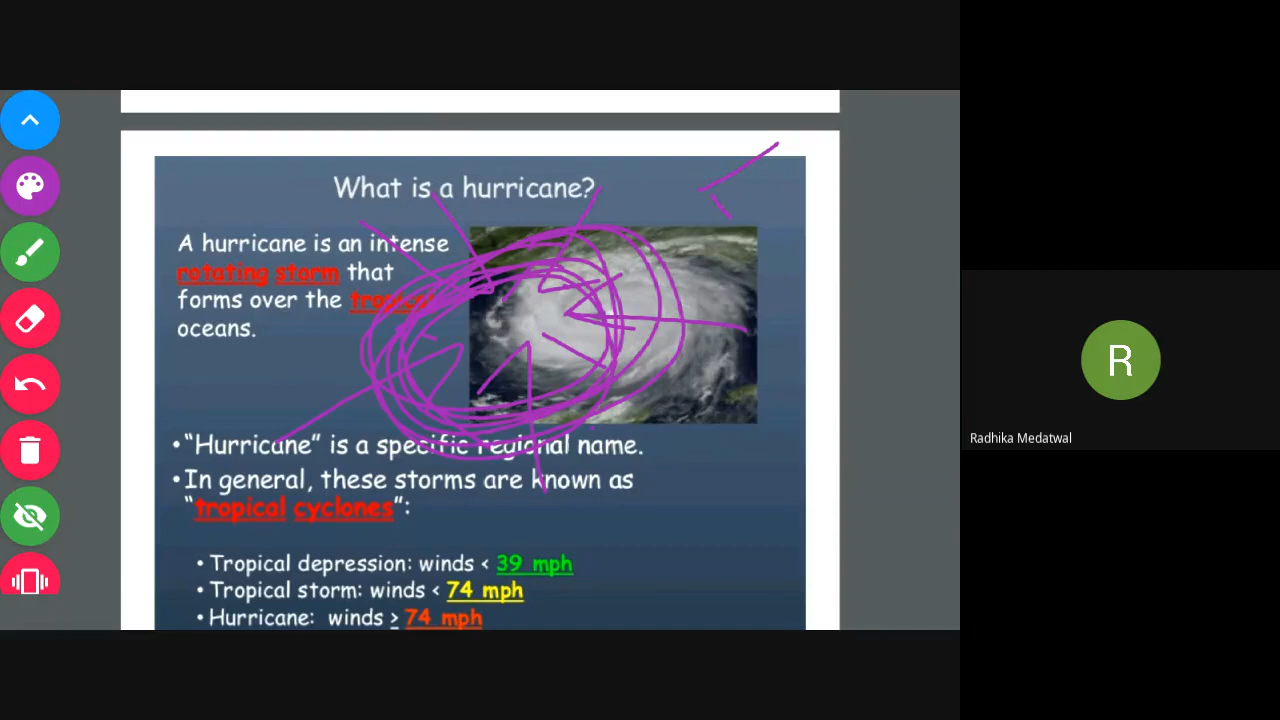 What is a hurricane?
A hurricane is an intense
rotating storm that
forms over the tropical
oceans.
• "Hurricane" is a specific regional name.
• In general, these storms are known as
"tropical cyclones":
• Tropical depression: winds < 39 mph
• Tropical storm: winds < 74 mph
• Hurricane: winds ≥ 74 mph
R
Radhika Medatwal